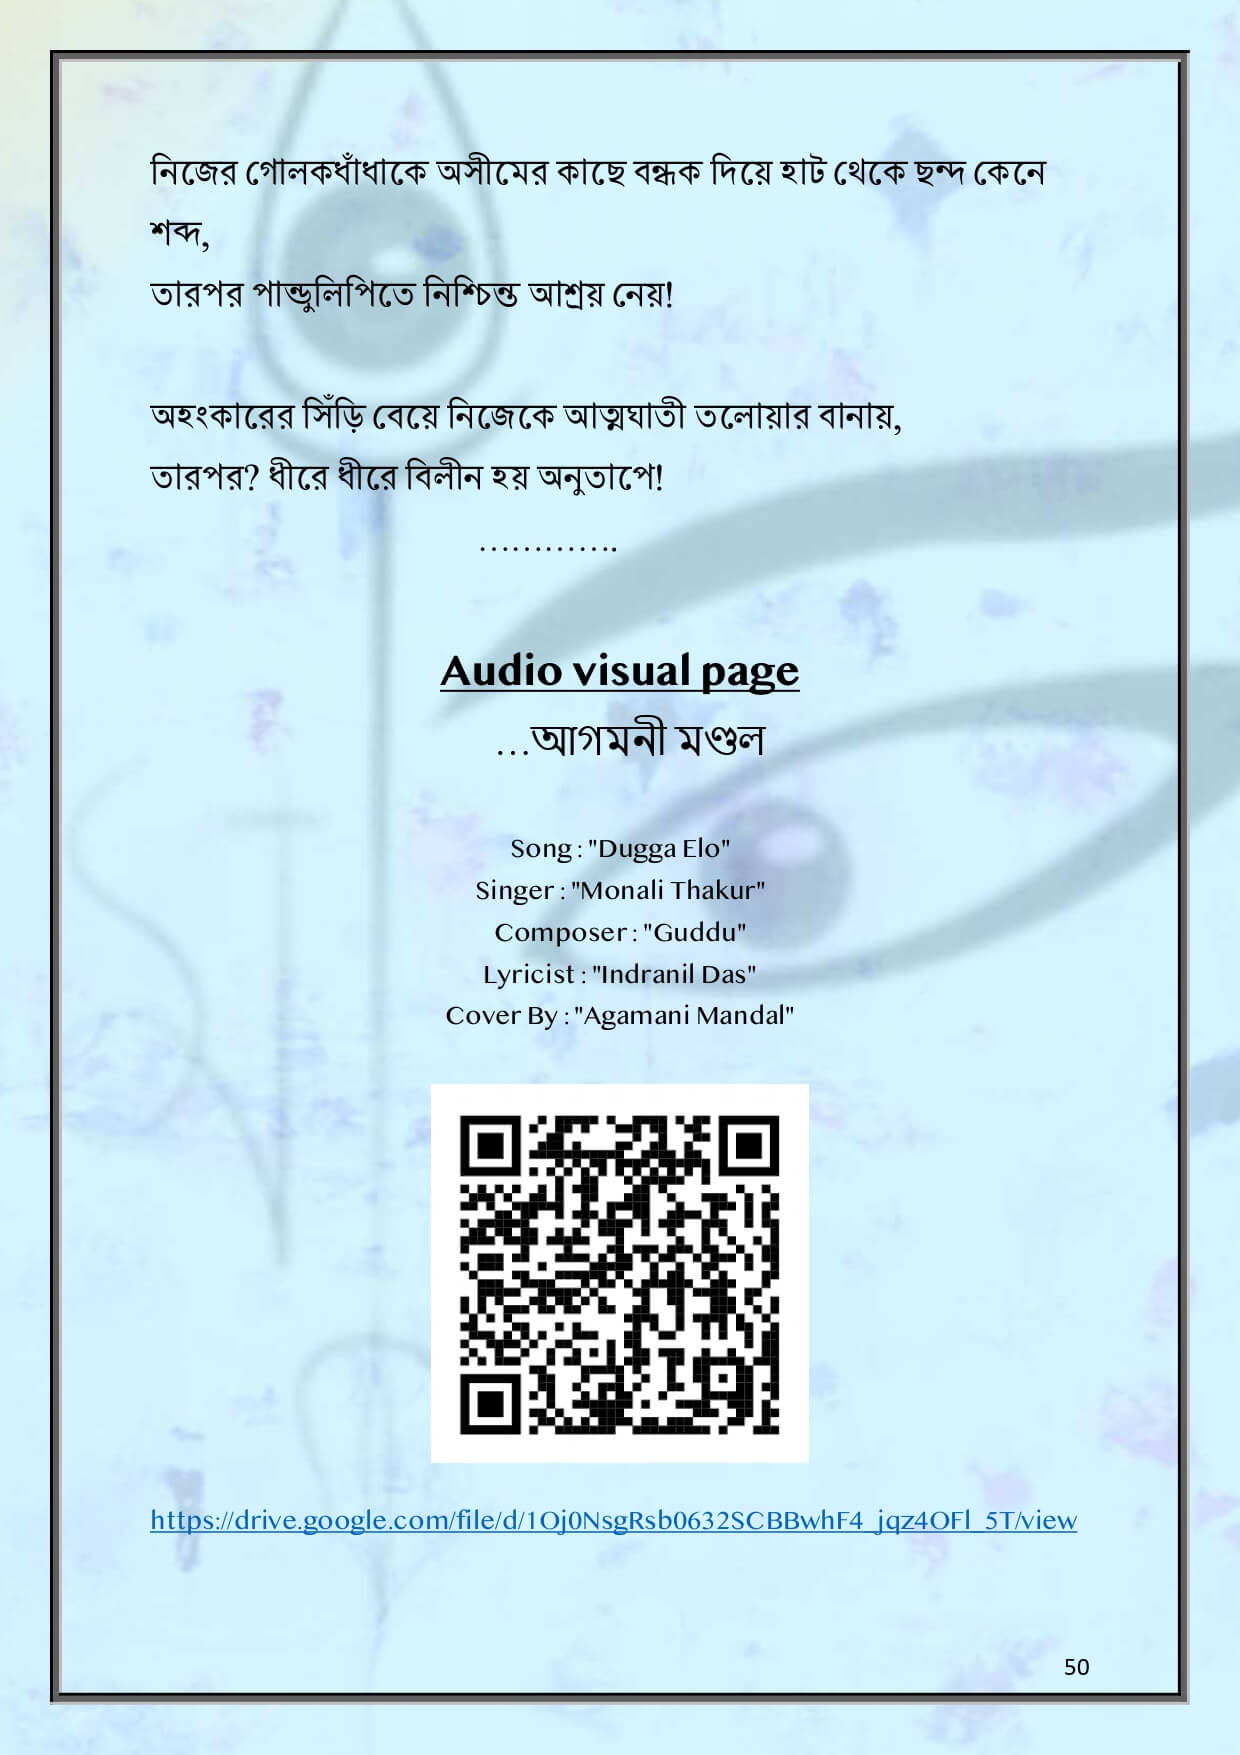 নিজের গোলকধাঁধাকে অসীমের কাছে বন্ধক দিয়ে হাট থেকে ছন্দ কেনে
শব্দ,
তারপর পান্ডুলিপিতে নিশ্চিন্ত আশ্রয় নেয়!
অহংকারের সিঁড়ি বেয়ে নিজেকে আত্মঘাতী তলোয়ার বানায়,
তারপর? ধীরে ধীরে বিলীন হয় অনুতাপে!
………….
Audio visual page
…আগমনী মণ্ডল
Song : "Dugga Elo"
Singer : "Monali Thakur"
Composer : "Guddu"
Lyricist : "Indranil Das"
Cover By : "Agamani Mandal"
https://drive.google.com/file/d/1Oj0NsgRsb0632SCBBwhF4_jqz4OFl_5T/view
50